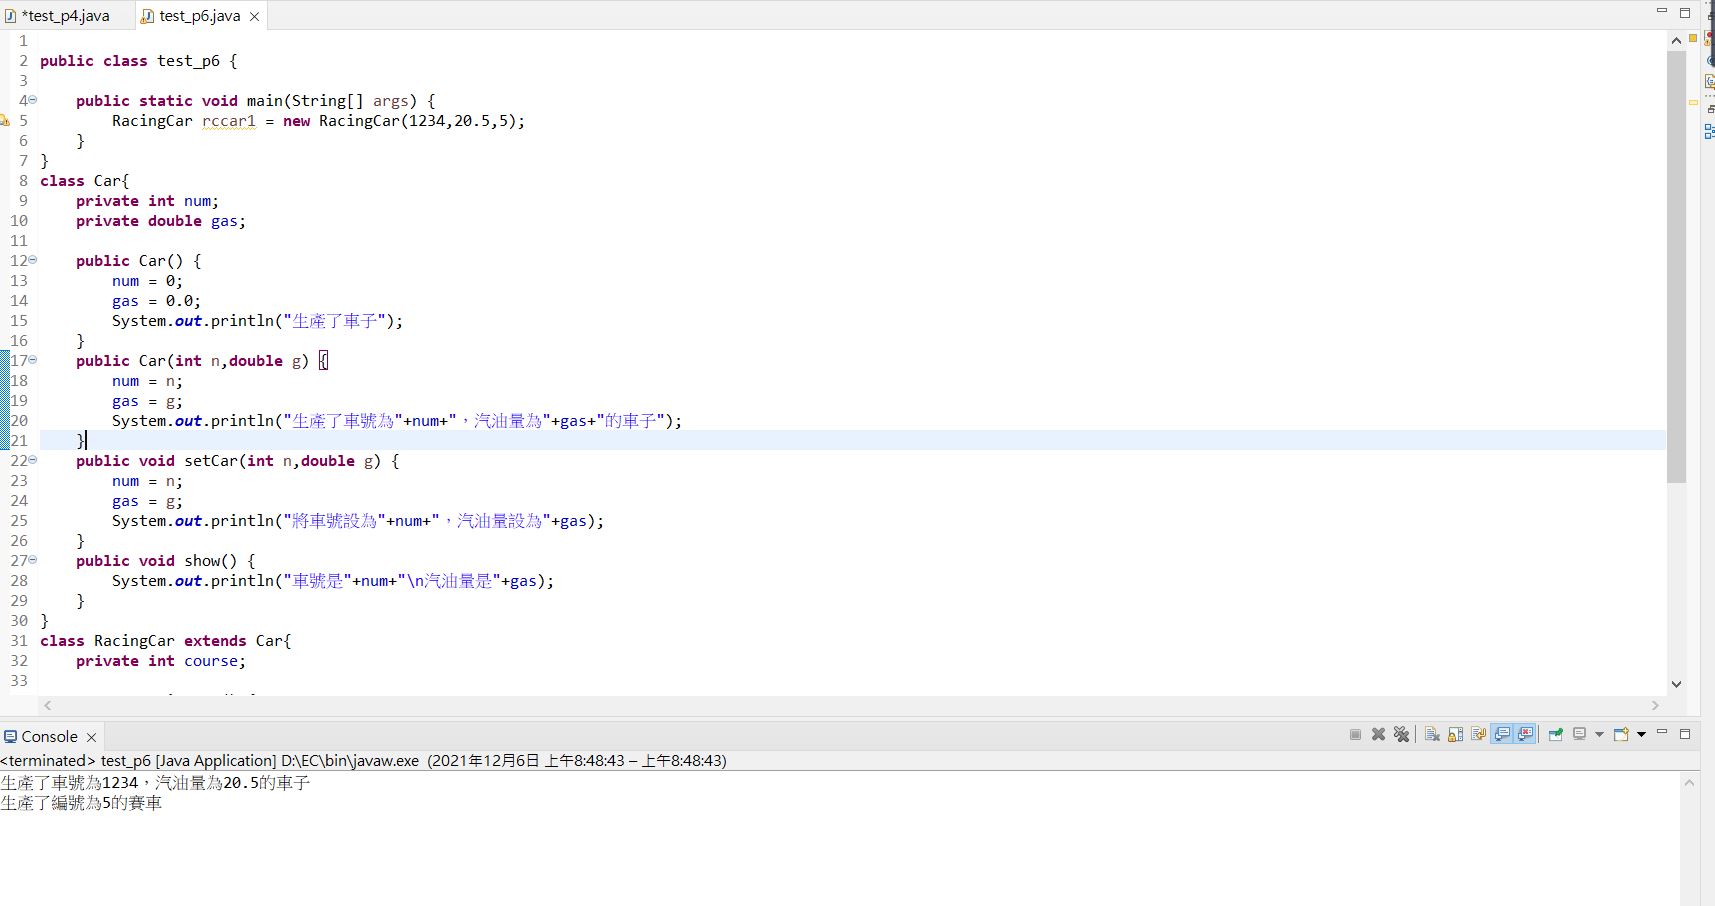 *test_p4.java
test_p6.java
1
2 public class test_p6 {
3
4 public static void main(String[] args) {
5 RacingCar rccar1 = new RacingCar(1234,20.5,5);
6 }
7 }
8 class Car{
9 private int num;
10 private double gas;
11
12 public Car() {
13 num = 0;
14 gas = 0.0;
15 System.out.println("生產了車子");
16 }
17 public Car(int n,double g) {
18 num = n;
19 gas = g;
20 System.out.println("生產了車號為"+num+"，汽油量為"+gas+"的車子");
21 }
22 public void setCar(int n,double g) {
23 num = n;
24 gas = g;
25 System.out.println("將車號設為"+num+"，汽油量設為"+gas);
26 }
27 public void show() {
28 System.out.println("車號是"+num+"\n汽油量是"+gas);
29 }
30 }
31 class RacingCar extends Car{
32 private int course;
33
Console
<terminated> test_p6 [Java Application] D:\EC\bin\javaw.exe (2021年12月6日 上午8:48:43 – 上午8:48:43)
生產了車號為1234，汽油量為20.5的車子
生產了編號為5的賽車